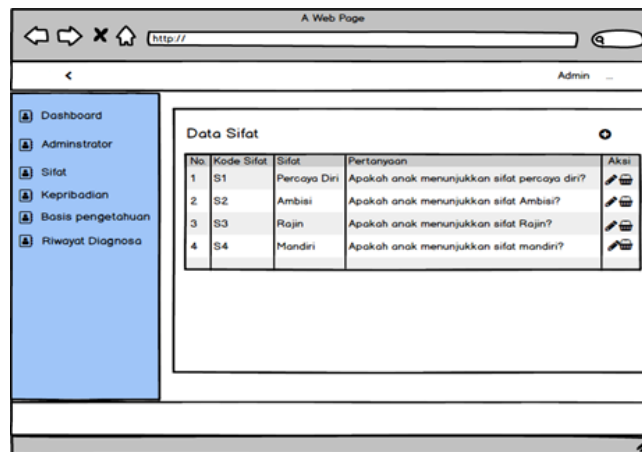 A Web Page
http://
< Admin ...
Dashboard
Adminstrator
Sifat
Kepribadian
Basis pengetahuan
Riwayat Diagnosa
Data Sifat
No. Kode Sifat Sifat Pertanyaan Aksi
1 S1 Percaya Diri Apakah anak menunjukkan sifat percaya diri?
2 S2 Ambisi Apakah anak menunjukkan sifat Ambisi?
3 S3 Rajin Apakah anak menunjukkan sifat Rajin?
4 S4 Mandiri Apakah anak menunjukkan sifat mandiri?